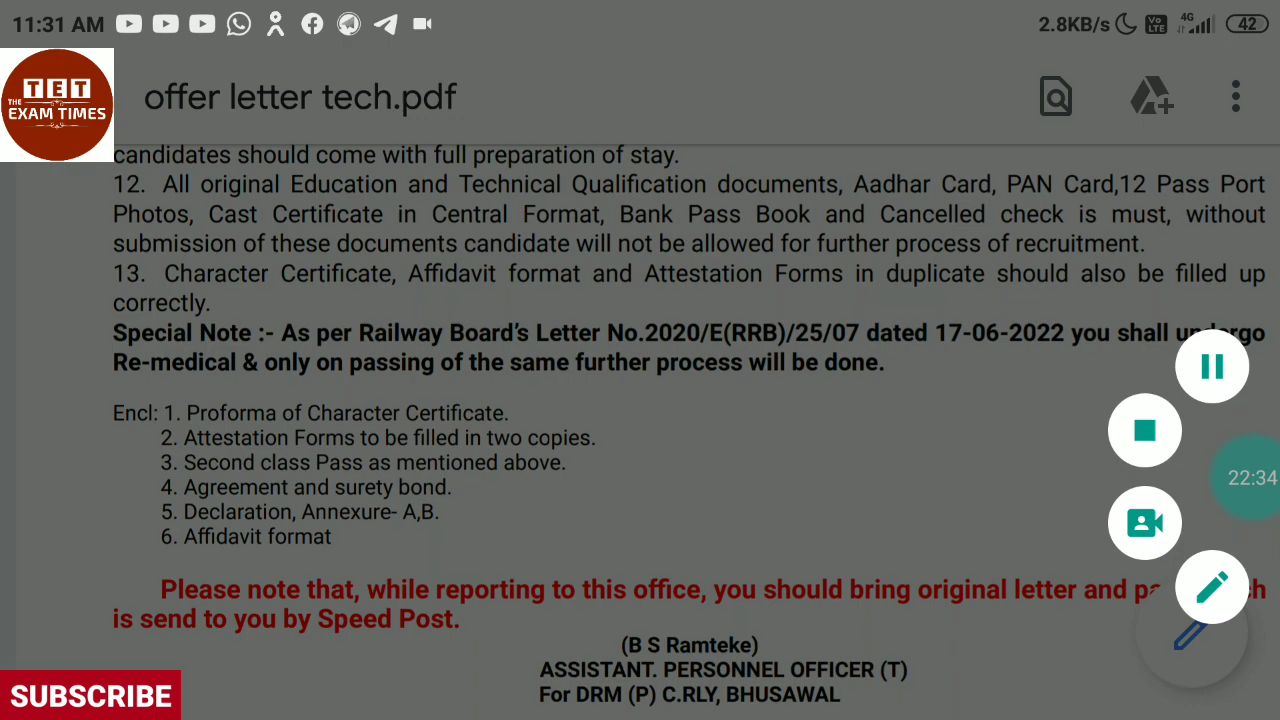 11:31 AM
2.8KB/s
Vo LTE
4G
42
TET
THE
EXAM TIMES
offer letter tech.pdf
candidates should come with full preparation of stay.
12. All original Education and Technical Qualification documents, Aadhar Card, PAN Card,12 Pass Port
Photos, Cast Certificate in Central Format, Bank Pass Book and Cancelled check is must, without
submission of these documents candidate will not be allowed for further process of recruitment.
13. Character Certificate, Affidavit format and Attestation Forms in duplicate should also be filled up
correctly.
Special Note :- As per Railway Board's Letter No.2020/E(RRB)/25/07 dated 17-06-2022 you shall undergo
Re-medical & only on passing of the same further process will be done.
Encl: 1. Proforma of Character Certificate.
2. Attestation Forms to be filled in two copies.
3. Second class Pass as mentioned above.
4. Agreement and surety bond.
5. Declaration, Annexure- A,B.
6. Affidavit format
22:34
Please note that, while reporting to this office, you should bring original letter and
is send to you by Speed Post.
(B S Ramteke)
ASSISTANT. PERSONNEL OFFICER (T)
For DRM (P) C.RLY, BHUSAWAL
SUBSCRIBE